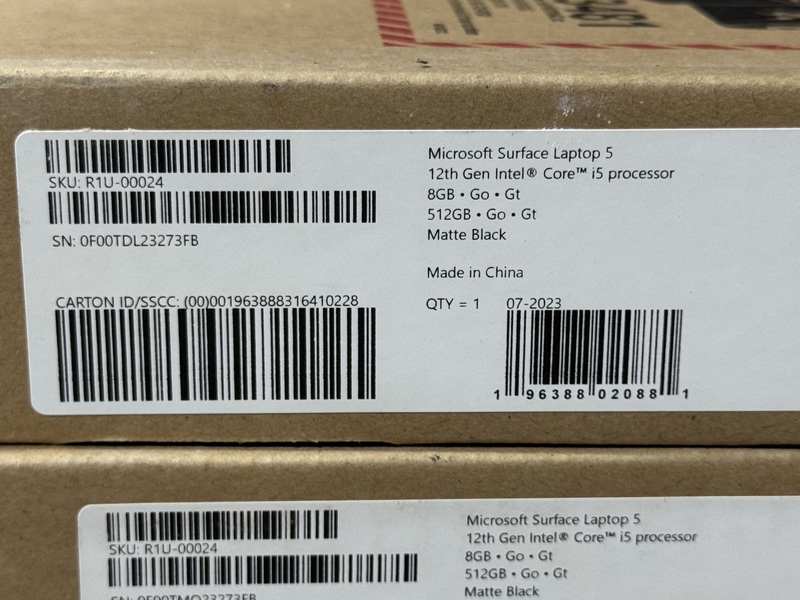 SKU: R1U-00024
SN: 0F00TDL23273FB
CARTON ID/SSCC: (00)001963888316410228
Microsoft Surface Laptop 5
12th Gen Intel® Core™ i5 processor
8GB • Go • Gt
512GB • Go • Gt
Matte Black
Made in China
QTY = 1 07-2023
1 96388 02088 1
SKU: R1U-00024
Microsoft Surface Laptop 5
12th Gen Intel® Core™ i5 processor
8GB • Go • Gt
512GB • Go • Gt
Matte Black